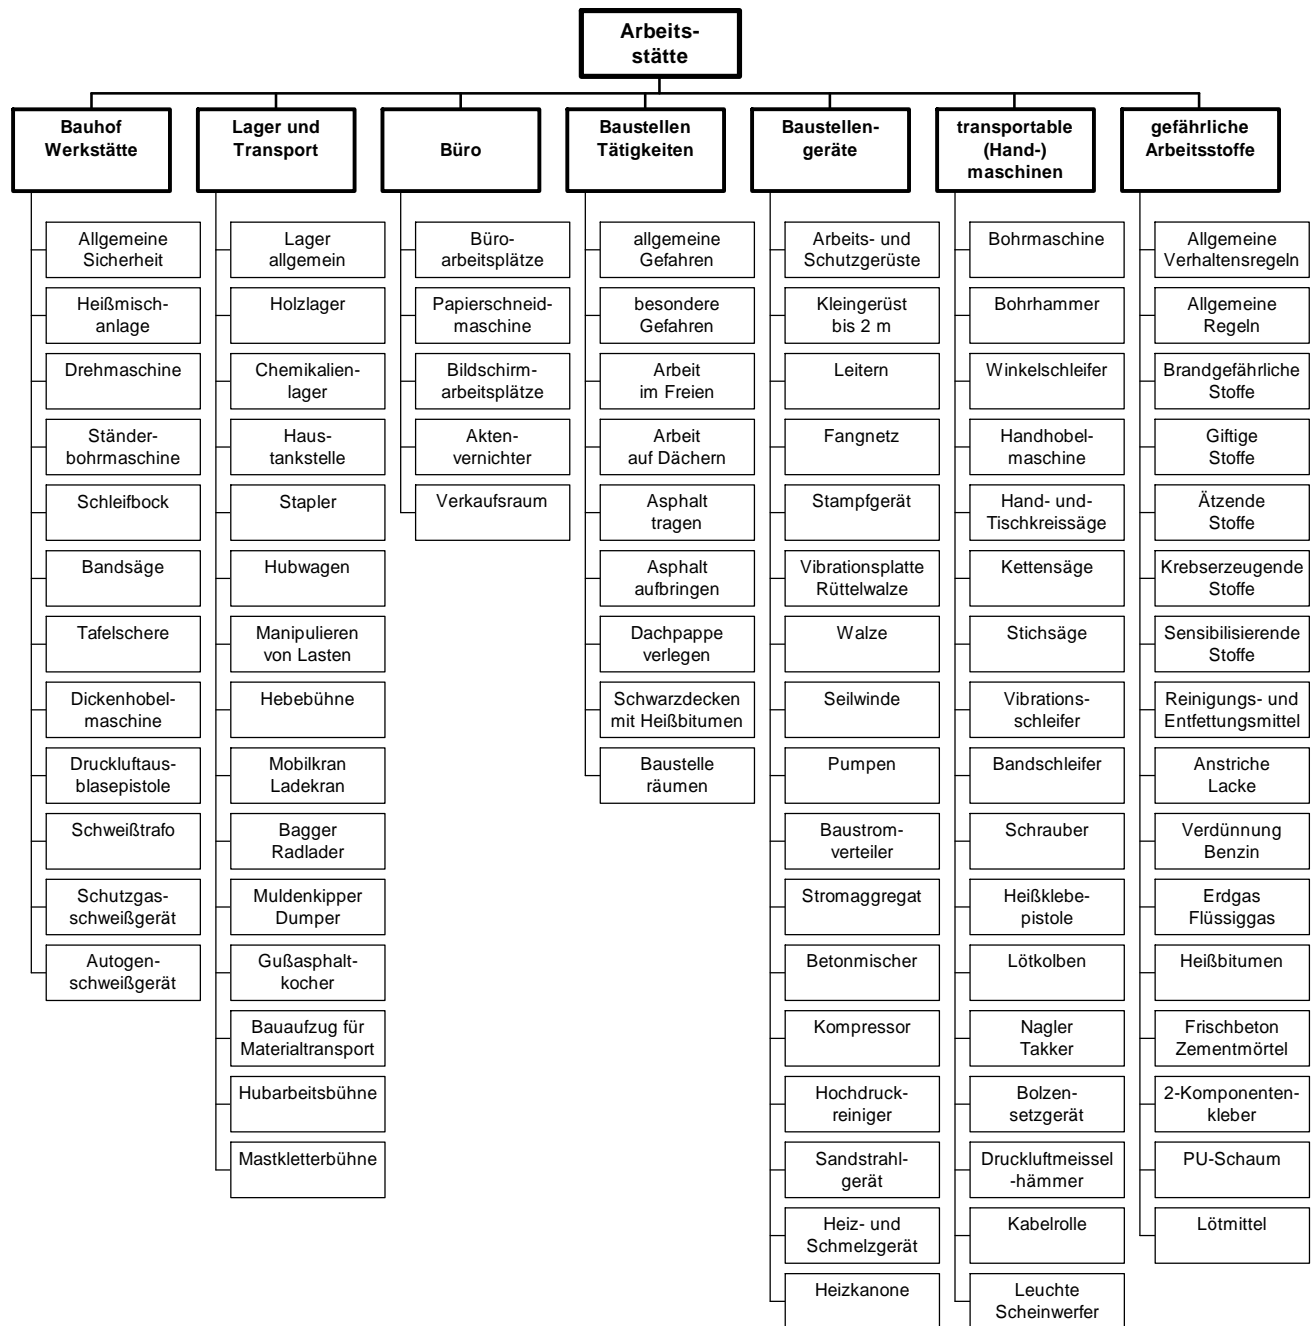 Arbeits-
stätte
Bauhof
Werkstätte
Allgemeine
Sicherheit
Heißmisch-
anlage
Drehmaschine
Ständer-
bohrmaschine
Schleifbock
Bandsäge
Tafelschere
Dickenhobel-
maschine
Druckluftaus-
blasepistole
Schweißtrafo
Schutzgas-
schweißgerät
Autogen-
schweißgerät
Lager und
Transport
Lager
allgemein
Holzlager
Chemikalien-
lager
Haus-
tankstelle
Stapler
Hubwagen
Manipulieren
von Lasten
Hebebühne
Mobilkran
Ladekran
Bagger
Radlader
Muldenkipper
Dumper
Gußasphalt-
kocher
Bauaufzug für
Materialtransport
Hubarbeitsbühne
Mastkletterbühne
Büro
Büro-
arbeitsplätze
Papierschneid-
maschine
Bildschirm-
arbeitsplätze
Akten-
vernichter
Verkaufsraum
Baustellen
Tätigkeiten
allgemeine
Gefahren
besondere
Gefahren
Arbeit
im Freien
Arbeit
auf Dächern
Asphalt
tragen
Asphalt
aufbringen
Dachpappe
verlegen
Schwarzdecken
mit Heißbitumen
Baustelle
räumen
Baustellen-
geräte
Arbeits- und
Schutzgerüste
Kleingerüst
bis 2 m
Leitern
Fangnetz
Stampfgerät
Vibrationsplatte
Rüttelwalze
Walze
Seilwinde
Pumpen
Baustrom-
verteiler
Stromaggregat
Betonmischer
Kompressor
Hochdruck-
reiniger
Sandstrahl-
gerät
Heiz- und
Schmelzgerät
Heizkanone
transportable
(Hand-)
maschinen
Bohrmaschine
Bohrhammer
Winkelschleifer
Handhobel-
maschine
Hand- und-
Tischkreissäge
Kettensäge
Stichsäge
Vibrations-
schleifer
Bandschleifer
Schrauber
Heißklebe-
pistole
Lötkolben
Nagler
Takker
Bolzen-
setzgerät
Druckluftmeissel
-hämmer
Kabelrolle
Leuchte
Scheinwerfer
gefährliche
Arbeitsstoffe
Allgemeine
Verhaltensregeln
Allgemeine
Regeln
Brandgefährliche
Stoffe
Giftige
Stoffe
Ätzende
Stoffe
Krebserzeugende
Stoffe
Sensibilisierende
Stoffe
Reinigungs- und
Entfettungsmittel
Anstriche
Lacke
Verdünnung
Benzin
Erdgas
Flüssiggas
Heißbitumen
Frischbeton
Zementmörtel
2-Komponenten-
kleber
PU-Schaum
Lötmittel